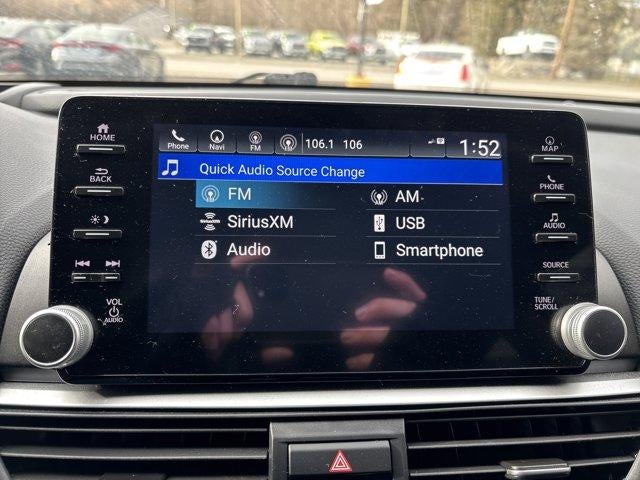 HOME
BACK
VOL
AUDIO
Phone Navi FM 106.1 106 1:52
Quick Audio Source Change
FM AM
SiriusXM USB
Audio Smartphone
MAP
PHONE
AUDIO
SOURCE
TUNE/
SCROLL